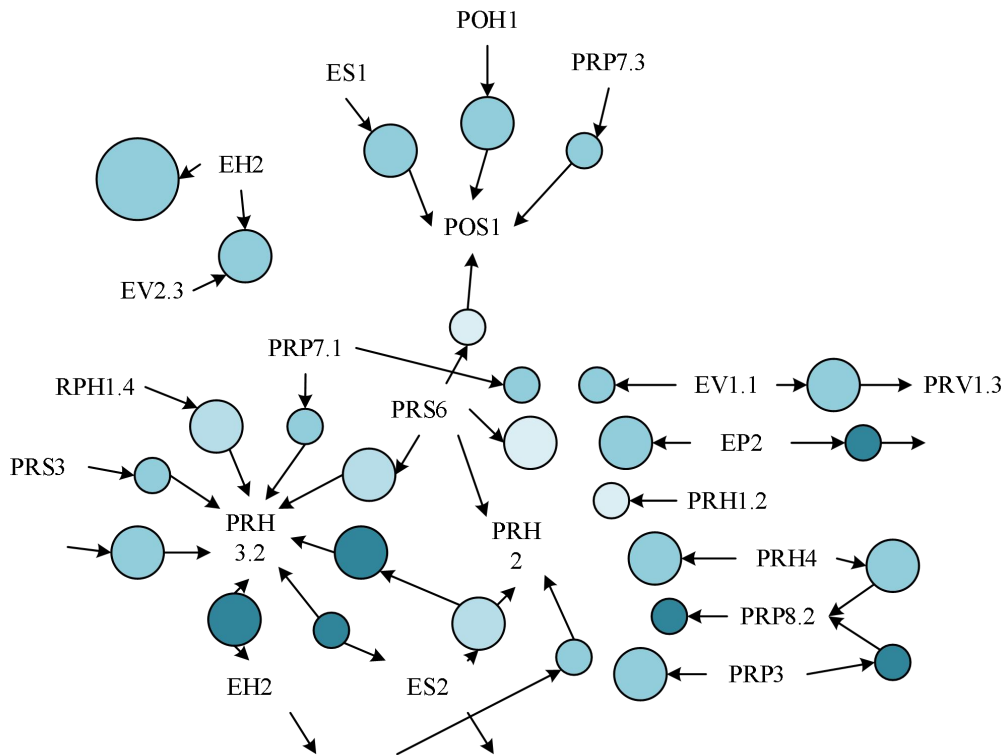 POH1
ES1
PRP7.3
EH2
POS1
EV2.3
PRP7.1
RPH1.4
PRS6
EV1.1
PRV1.3
EP2
PRS3
PRH1.2
PRH
3.2
PRH
2
PRH4
PRP8.2
EH2
ES2
PRP3